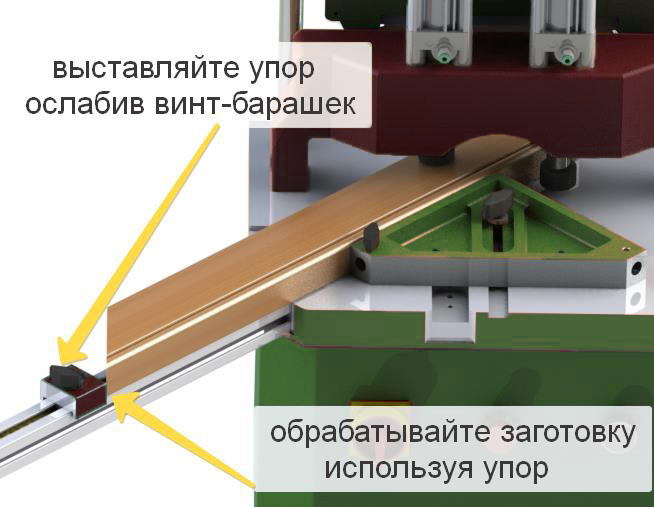 выставляйте упор
ослабив винт-барашек
обрабатывайте заготовку
используя упор